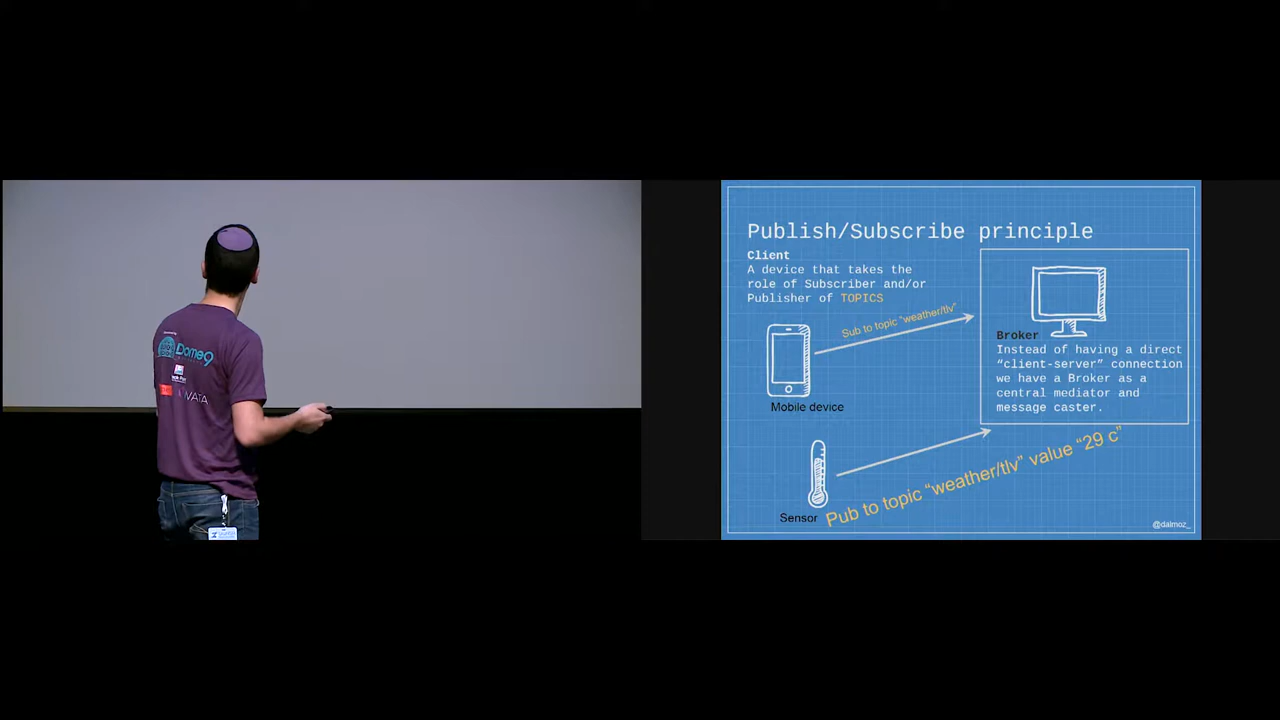 Dome9
Publish/Subscribe principle
Client
A device that takes the
role of Subscriber and/or
Publisher of TOPICS
Sub to topic “weather/tlv”
Mobile device
Broker
Instead of having a direct
“client-server” connection
we have a Broker as a
central mediator and
message caster.
Sensor
Pub to topic “weather/tlv” value “29 c”
@dalmoz_